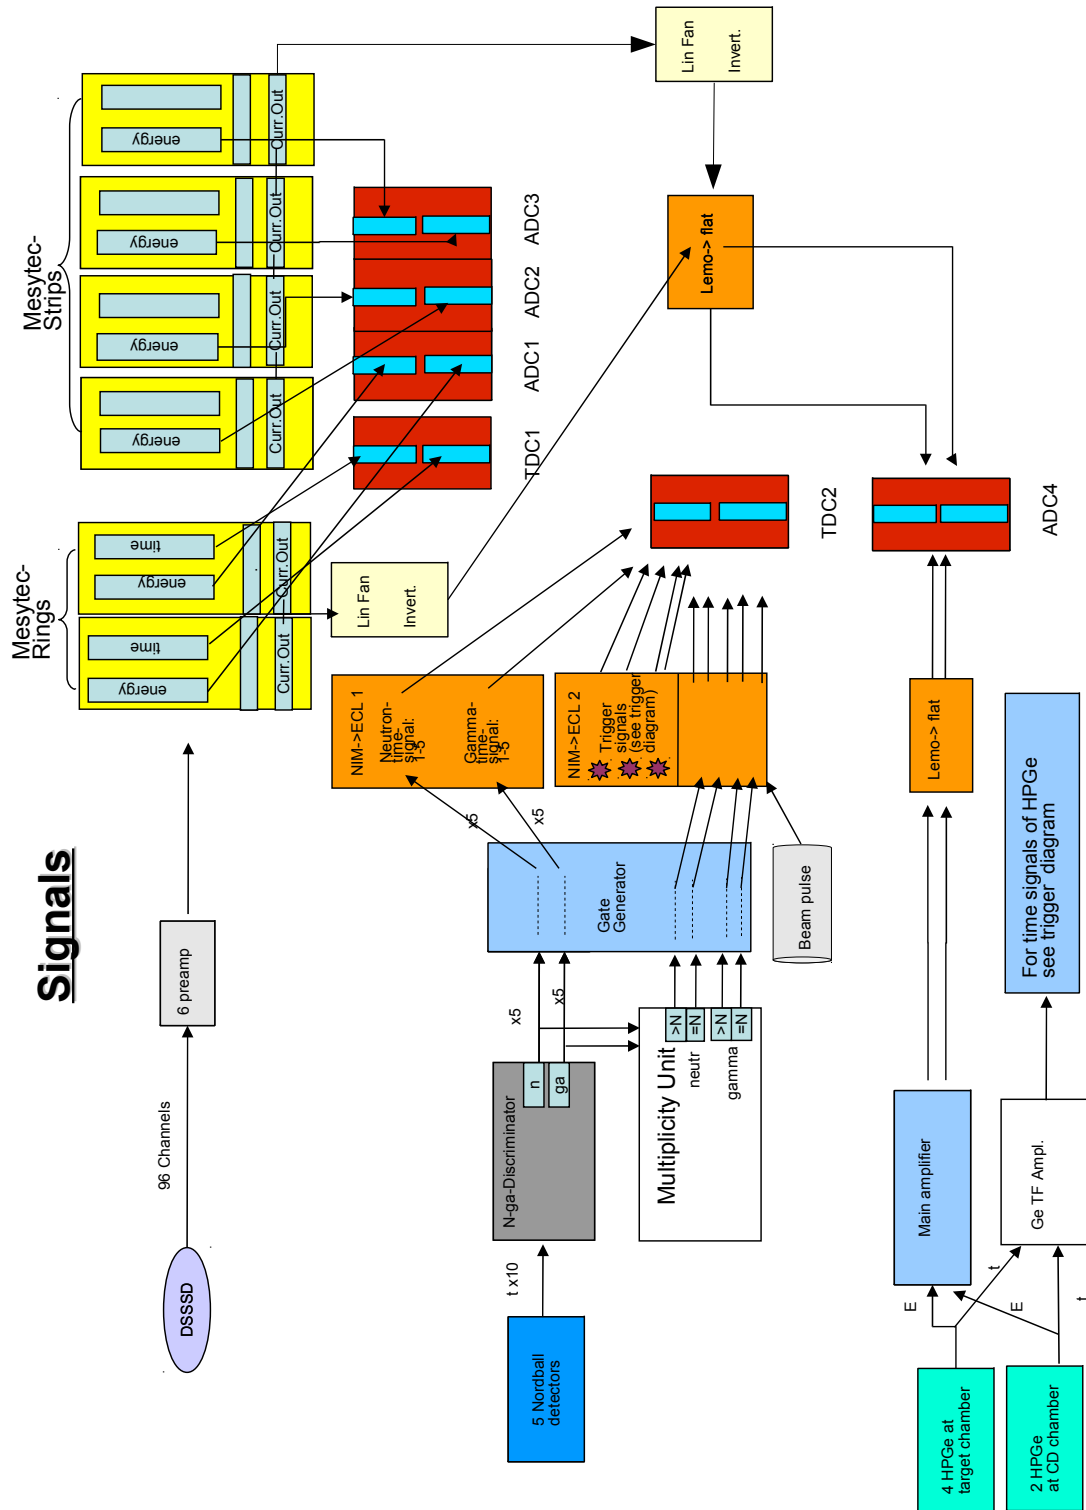 Signals
DSSSD
96 Channels
6 preamp
Mesytec-
Rings
energy
time
Curr.Out
energy
time
Curr.Out
Mesytec-
Strips
energy
Curr.Out
energy
Curr.Out
energy
Curr.Out
energy
Curr.Out
TDC1
ADC1
ADC2
ADC3
Lin Fan
Invert.
Lin Fan
Invert.
Lemo-> flat
5 Nordball
detectors
t x10
N-ga-Discriminator
n
ga
x5
x5
Multiplicity Unit
>N
=N
neutr
>N
=N
gamma
Gate
Generator
x5
x5
NIM->ECL 1
Neutron-
time-
signal:
1-5
Gamma-
time-
signal:
1-5
NIM->ECL 2
Trigger
signals
(see trigger
diagram)
Beam pulse
TDC2
ADC4
4 HPGe at
target chamber
2 HPGe
at CD chamber
E
t
E
t
Main amplifier
Ge TF Ampl.
Lemo-> flat
For time signals of HPGe
see trigger diagram